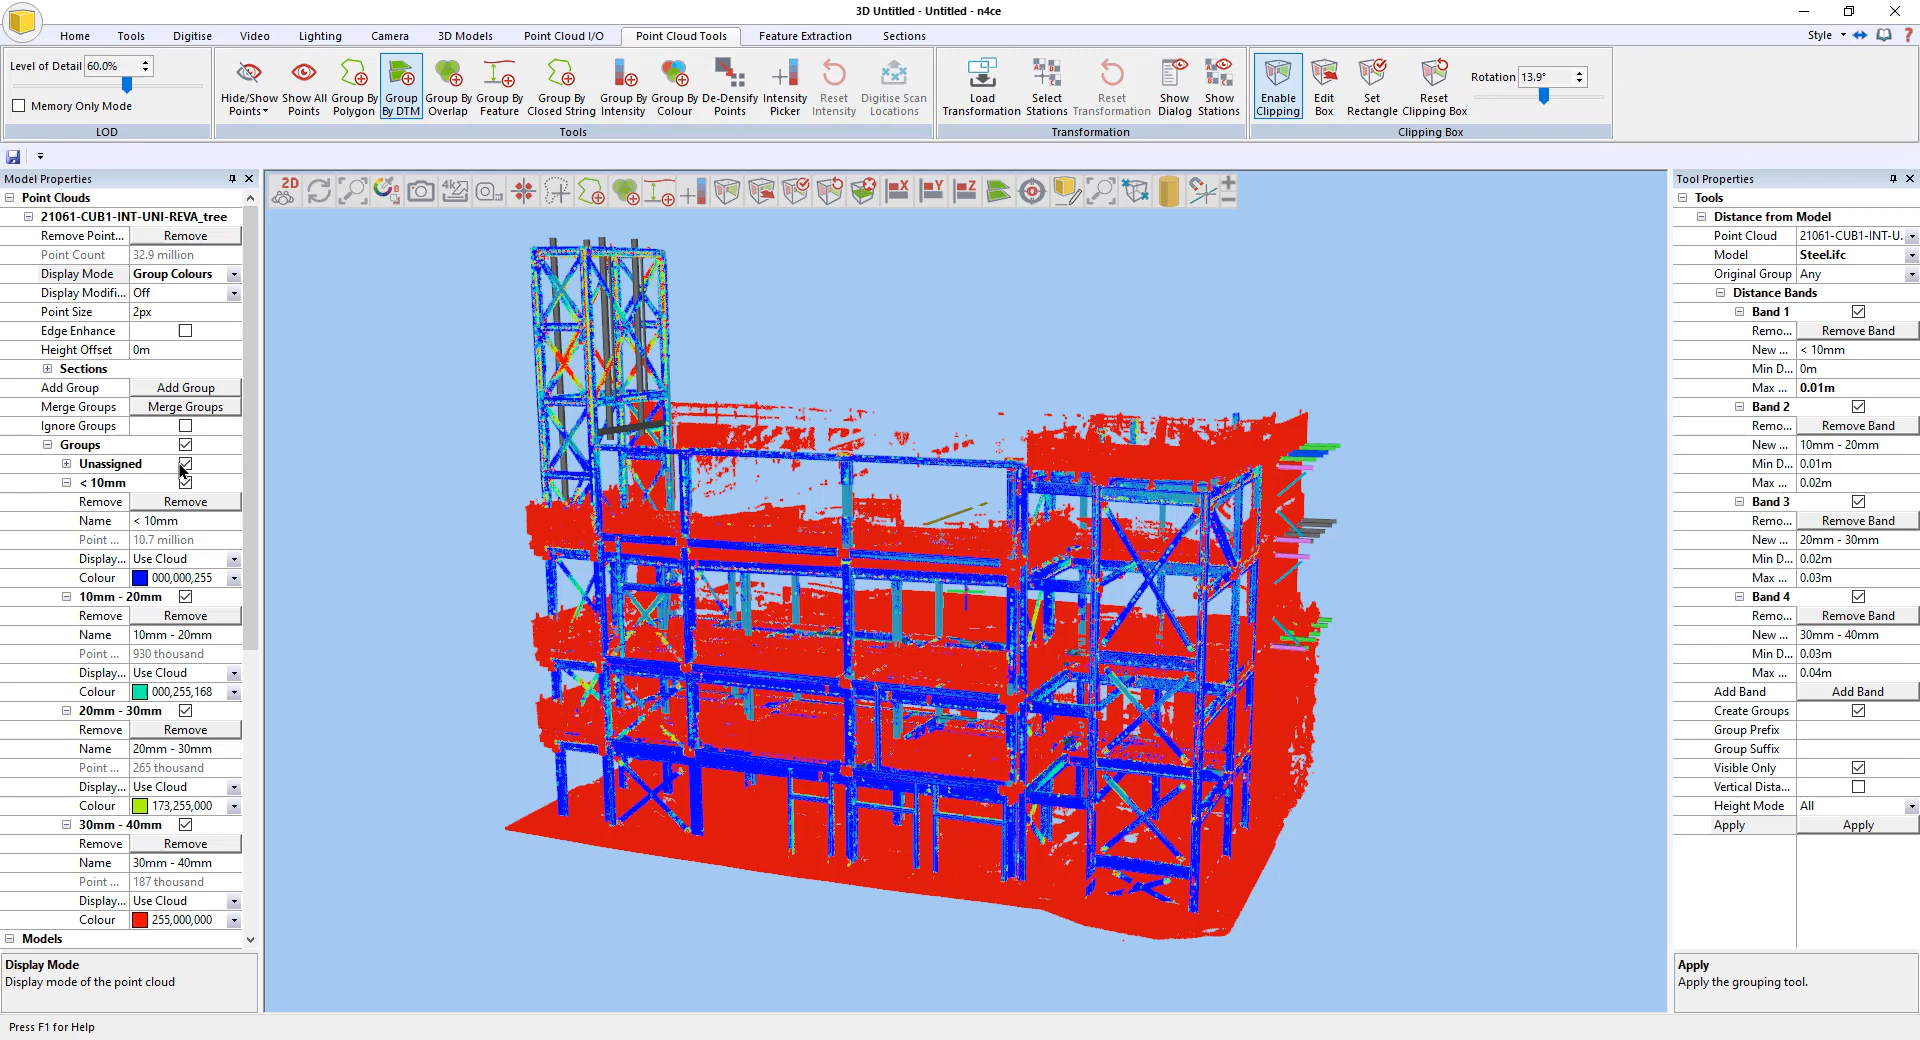 3D Untitled - Untitled - n4ce
Home Tools Digitise Video Lighting Camera 3D Models Point Cloud I/O Point Cloud Tools Feature Extraction Sections Style
Level of Detail 60.0%
Memory Only Mode
LOD
Hide/Show Points
Show All Points
Group By Polygon
Group By DTM
Group By Overlap
Group By Feature
Group By Closed String
Group By Intensity
Group By Colour
De-Densify Points
Intensity Picker
Reset Intensity
Digitise Scan Locations
Tools
Load Transformation
Select Stations
Reset Transformation
Show Dialog
Show Stations
Transformation
Enable Clipping
Edit Box
Set Rectangle
Reset Clipping Box
Rotation 13.9°
Clipping Box
Model Properties
Point Clouds
21061-CUB1-INT-UNI-REVA_tree
Remove Point... Remove
Point Count 32.9 million
Display Mode Group Colours
Display Modifi... Off
Point Size 2px
Edge Enhance
Height Offset 0m
Sections
Add Group Add Group
Merge Groups Merge Groups
Ignore Groups
Groups
Unassigned
< 10mm
Remove Remove
Name < 10mm
Point ... 10.7 million
Display... Use Cloud
Colour 000,000,255
10mm - 20mm
Remove Remove
Name 10mm - 20mm
Point ... 930 thousand
Display... Use Cloud
Colour 000,255,168
20mm - 30mm
Remove Remove
Name 20mm - 30mm
Point ... 265 thousand
Display... Use Cloud
Colour 173,255,000
30mm - 40mm
Remove Remove
Name 30mm - 40mm
Point ... 187 thousand
Display... Use Cloud
Colour 255,000,000
Models
Display Mode
Display mode of the point cloud
Press F1 for Help
2D
4k
X
Y
Z
Tool Properties
Tools
Distance from Model
Point Cloud 21061-CUB1-INT-U.
Model Steel.ifc
Original Group Any
Distance Bands
Band 1
Remo... Remove Band
New ... < 10mm
Min D... 0m
Max ... 0.01m
Band 2
Remo... Remove Band
New ... 10mm - 20mm
Min D... 0.01m
Max ... 0.02m
Band 3
Remo... Remove Band
New ... 20mm - 30mm
Min D... 0.02m
Max ... 0.03m
Band 4
Remo... Remove Band
New ... 30mm - 40mm
Min D... 0.03m
Max ... 0.04m
Add Band Add Band
Create Groups
Group Prefix
Group Suffix
Visible Only
Vertical Dista...
Height Mode All
Apply Apply
Apply
Apply the grouping tool.